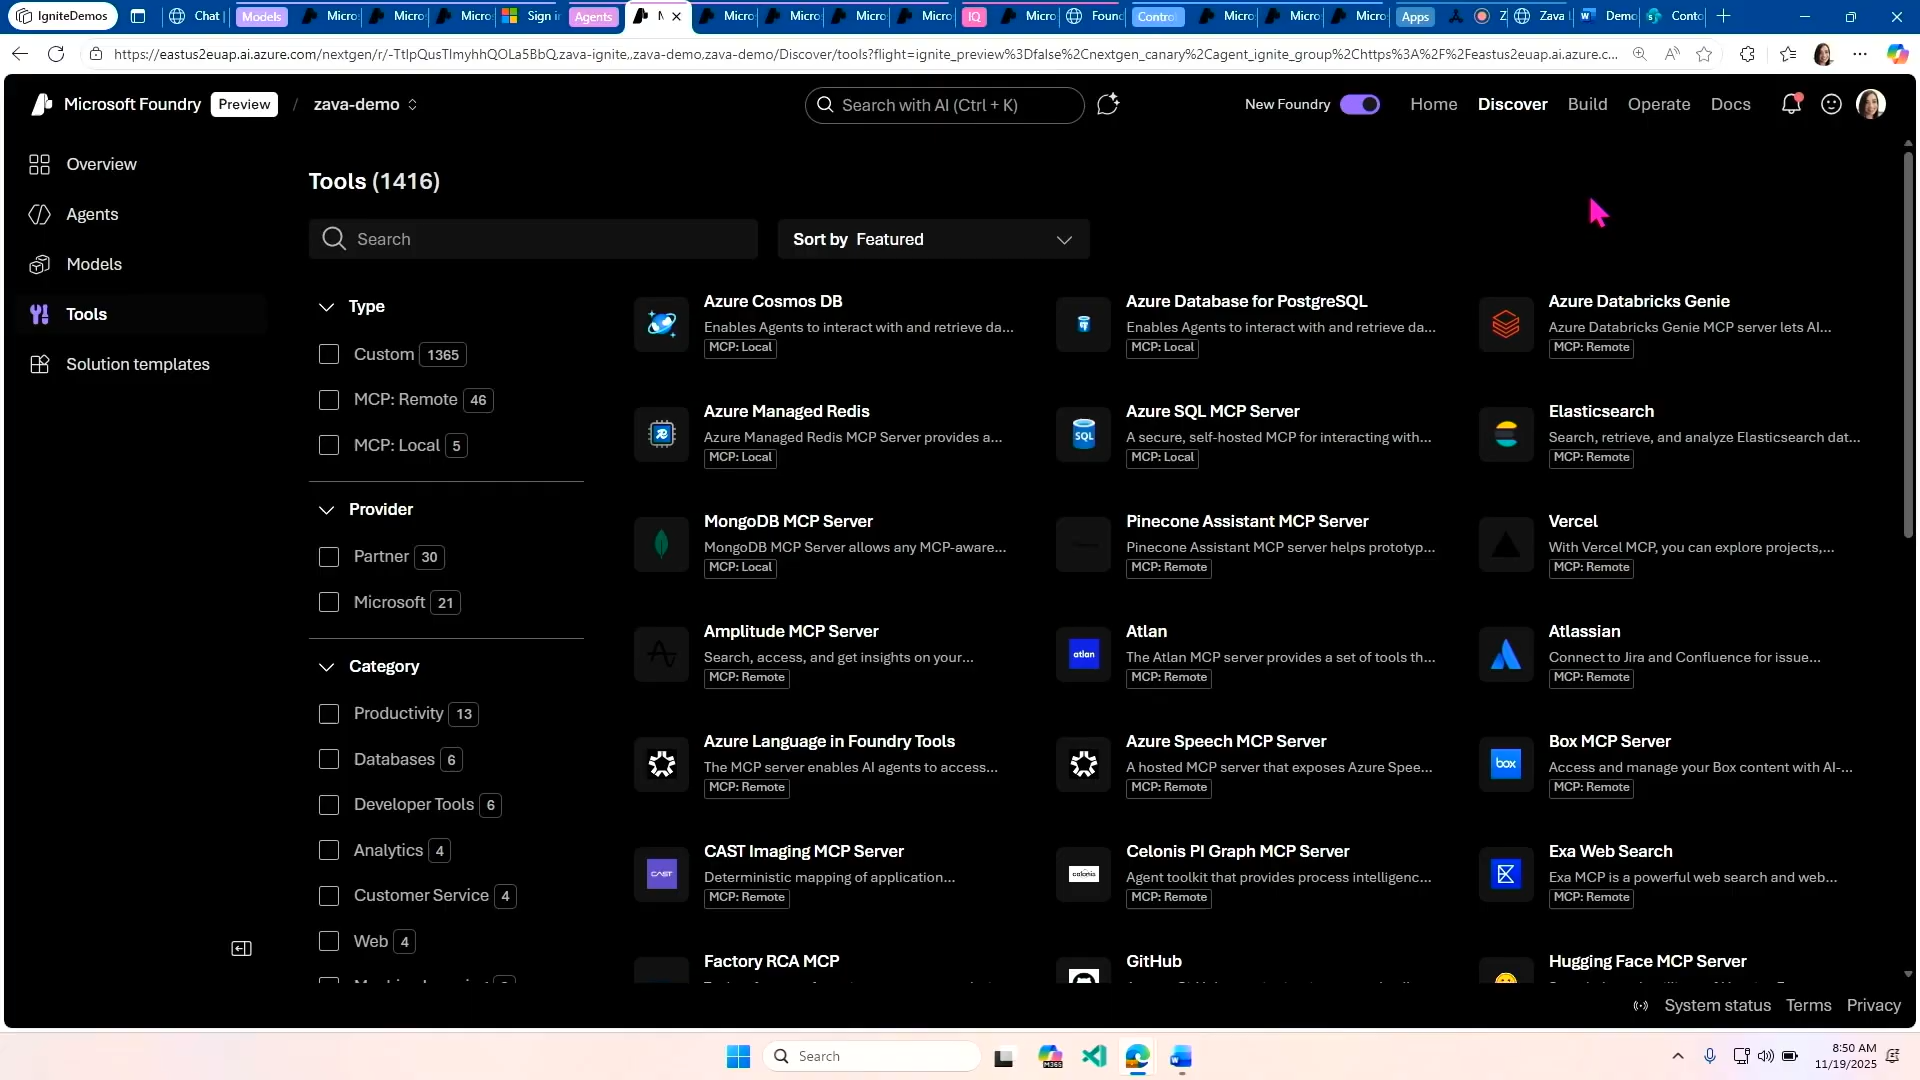 IgniteDemos
Chat
Models
Micro
Micro
Micro
Sign in
Agents
Micro
Micro
Micro
Micro
IQ
Micro
Found
Control
Micro
Micro
Micro
Apps
Zava
Demo
Conto
https://eastus2euap.ai.azure.com/nextgen/r/-TtIpQusTImyhhQOLa5BbQ,zava-ignite,,zava-demo,zava-demo/Discover/tools?flight=ignite_preview%3Dfalse%2Cnextgen_canary%2Cagent_ignite_group%2Chttps%3A%2F%2Feastus2euap.ai.azure.c...
Microsoft Foundry
Preview
/
zava-demo
Search with AI (Ctrl + K)
New Foundry
Home
Discover
Build
Operate
Docs
Overview
Agents
Models
Tools
Solution templates
Tools (1416)
Search
Sort by Featured
Type
Custom 1365
MCP: Remote 46
MCP: Local 5
Provider
Partner 30
Microsoft 21
Category
Productivity 13
Databases 6
Developer Tools 6
Analytics 4
Customer Service 4
Web 4
Azure Cosmos DB
Enables Agents to interact with and retrieve da...
MCP: Local
Azure Database for PostgreSQL
Enables Agents to interact with and retrieve da...
MCP: Local
Azure Databricks Genie
Azure Databricks Genie MCP server lets AI...
MCP: Remote
Azure Managed Redis
Azure Managed Redis MCP Server provides a...
MCP: Local
SQL
Azure SQL MCP Server
A secure, self-hosted MCP for interacting with...
MCP: Local
Elasticsearch
Search, retrieve, and analyze Elasticsearch dat...
MCP: Remote
MongoDB MCP Server
MongoDB MCP Server allows any MCP-aware...
MCP: Local
Pinecone Assistant MCP Server
Pinecone Assistant MCP server helps prototyp...
MCP: Remote
Vercel
With Vercel MCP, you can explore projects,...
MCP: Remote
Amplitude MCP Server
Search, access, and get insights on your...
MCP: Remote
atlan
Atlan
The Atlan MCP server provides a set of tools th...
MCP: Remote
Atlassian
Connect to Jira and Confluence for issue...
MCP: Remote
Azure Language in Foundry Tools
The MCP server enables AI agents to access...
MCP: Remote
Azure Speech MCP Server
A hosted MCP server that exposes Azure Spee...
MCP: Remote
box
Box MCP Server
Access and manage your Box content with AI-...
MCP: Remote
CAST
CAST Imaging MCP Server
Deterministic mapping of application...
MCP: Remote
celonis
Celonis PI Graph MCP Server
Agent toolkit that provides process intelligenc...
MCP: Remote
Exa Web Search
Exa MCP is a powerful web search and web...
MCP: Remote
Factory RCA MCP
GitHub
Hugging Face MCP Server
System status
Terms
Privacy
Search
M365
8:50 AM
11/19/2025